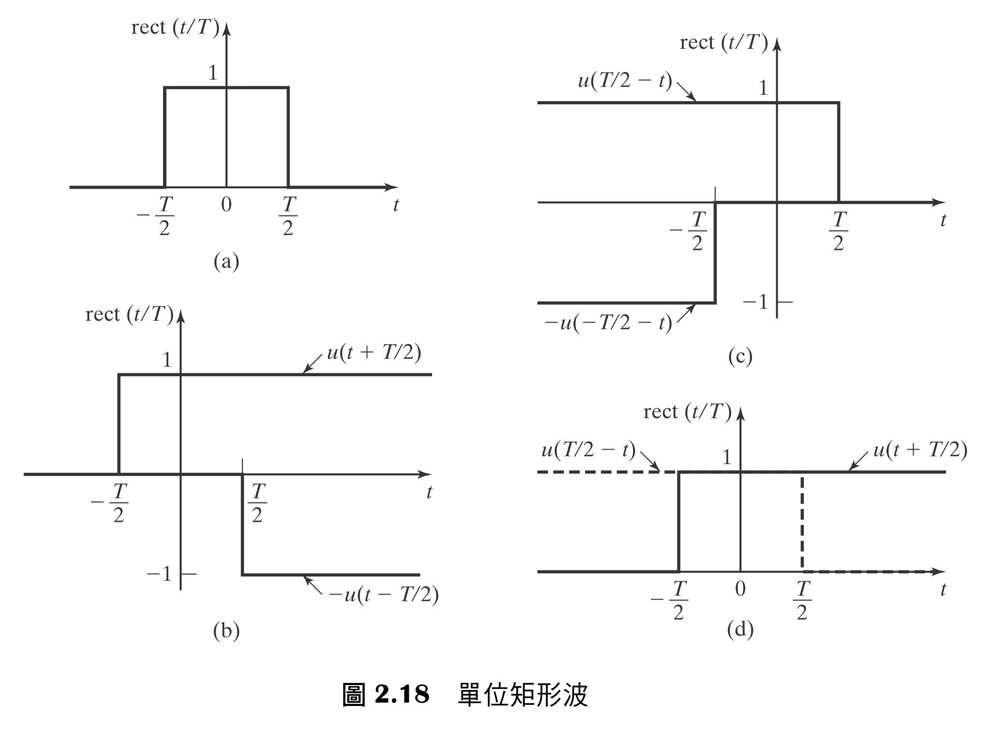 rect (t/T)
1
−T/2
0
T/2
t
(a)
rect (t/T)
1
u(t + T/2)
−T/2
T/2
t
−1
−u(t − T/2)
(b)
rect (t/T)
u(T/2 − t)
1
−T/2
T/2
t
−1
−u(−T/2 − t)
(c)
rect (t/T)
u(T/2 − t)
1
u(t + T/2)
−T/2
0
T/2
t
(d)
圖 2.18 單位矩形波